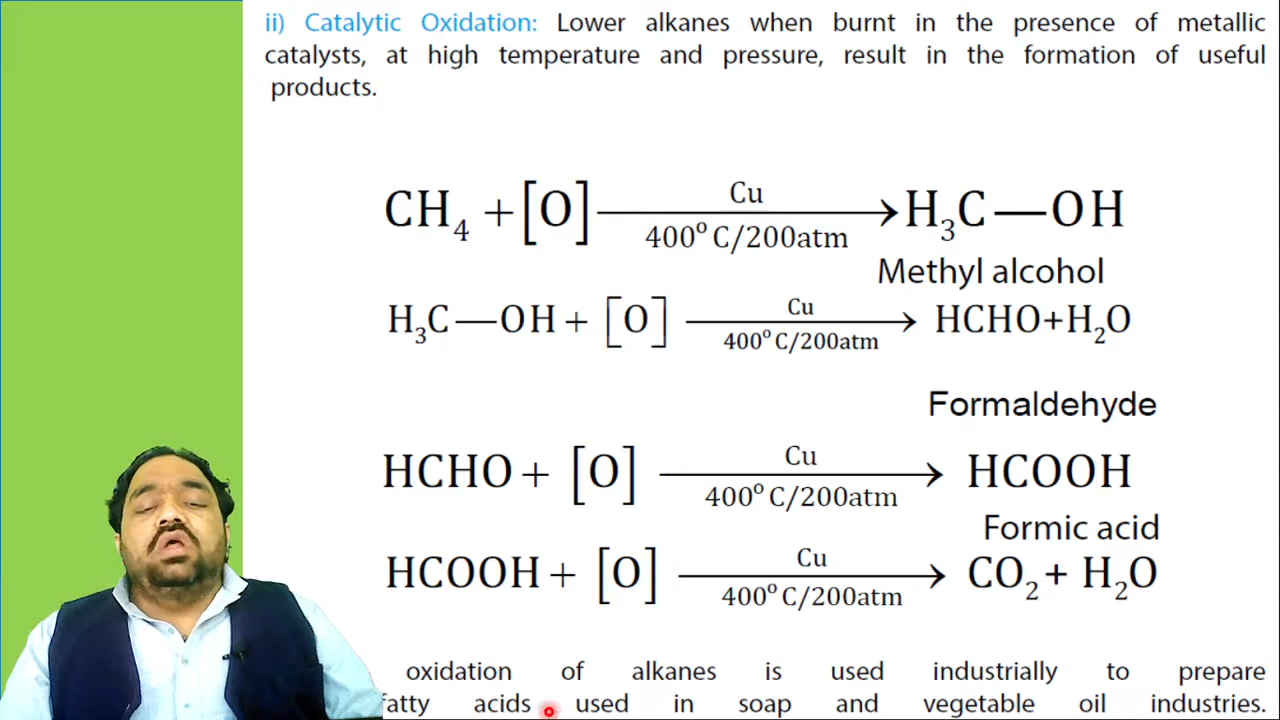 ii) Catalytic Oxidation: Lower alkanes when burnt in the presence of metallic
catalysts, at high temperature and pressure, result in the formation of useful
products.
CH₄ + [O] Cu 400° C/200atm → H₃C—OH
Methyl alcohol
H₃C—OH + [O] Cu 400° C/200atm → HCHO+H₂O
Formaldehyde
HCHO + [O] Cu 400° C/200atm → HCOOH
Formic acid
HCOOH + [O] Cu 400° C/200atm → CO₂ + H₂O
oxidation of alkanes is used industrially to prepare
fatty acids used in soap and vegetable oil industries.